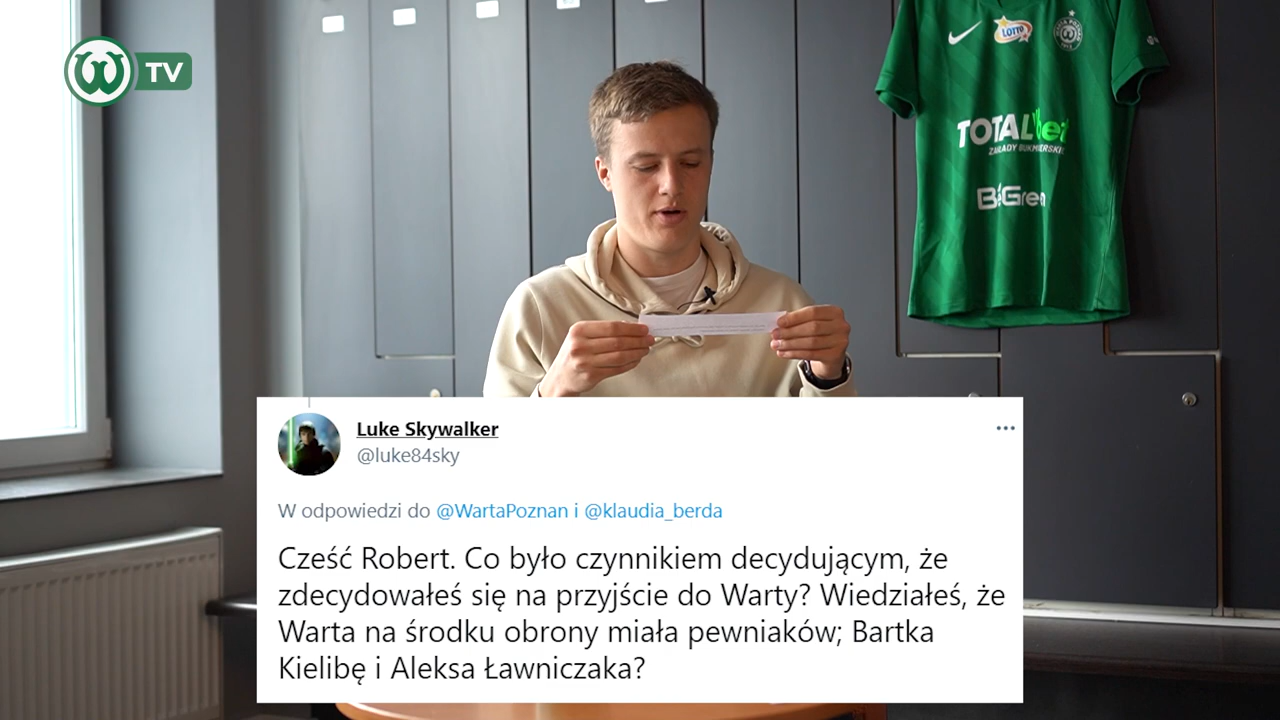 TV
LOTTO
TOTALbet
ZAKŁADY BUKMACHERSKIE
Luke Skywalker
@luke84sky
W odpowiedzi do @WartaPoznan i @klaudia_berda
Cześć Robert. Co było czynnikiem decydującym, że
zdecydowałeś się na przyjście do Warty? Wiedziałeś, że
Warta na środku obrony miała pewniaków; Bartka
Kielibę i Aleksa Ławniczaka?